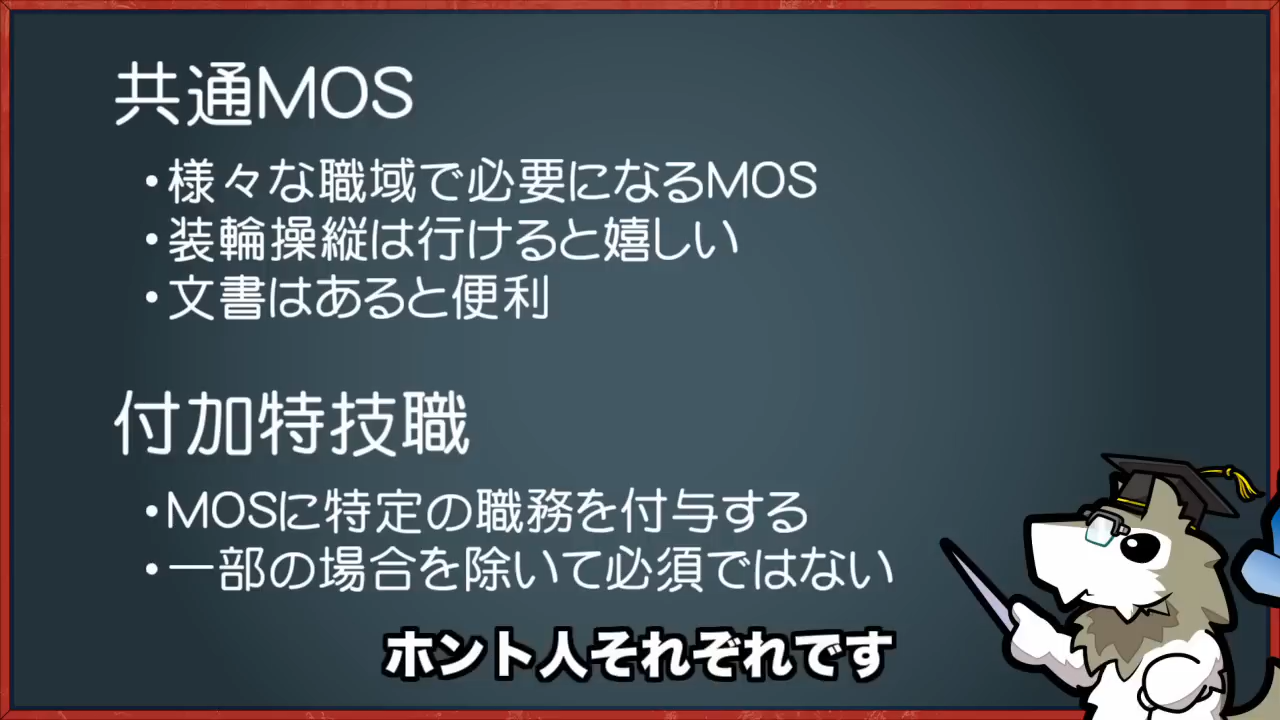 共通MOS
・様々な職域で必要になるMOS
・装輪操縦は行けると嬉しい
・文書はあると便利
付加特技職
・MOSに特定の職務を付与する
・一部の場合を除いて必須ではない
ホント人それぞれです